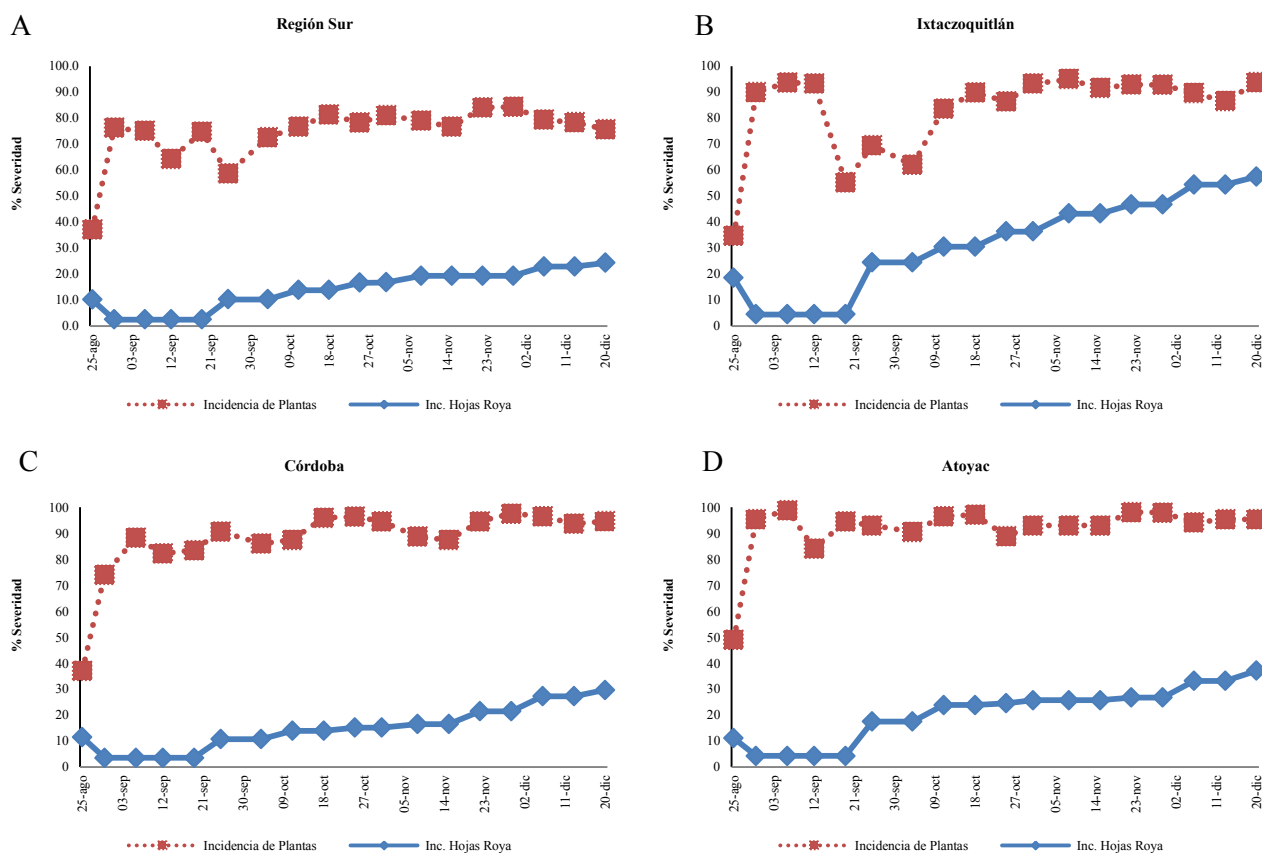 A
Región Sur
% Severidad
100.0
90.0
80.0
70.0
60.0
50.0
40.0
30.0
20.0
10.0
0.0
25-ago 03-sep 12-sep 21-sep 30-sep 09-oct 18-oct 27-oct 05-nov 14-nov 23-nov 02-dic 11-dic 20-dic
Incidencia de Plantas Inc. Hojas Roya
B
Ixtaczoquitlán
% Severidad
100
90
80
70
60
50
40
30
20
10
0
25-ago 03-sep 12-sep 21-sep 30-sep 09-oct 18-oct 27-oct 05-nov 14-nov 23-nov 02-dic 11-dic 20-dic
Incidencia de Plantas Inc. Hojas Roya
C
Córdoba
% Severidad
100
90
80
70
60
50
40
30
20
10
0
25-ago 03-sep 12-sep 21-sep 30-sep 09-oct 18-oct 27-oct 05-nov 14-nov 23-nov 02-dic 11-dic 20-dic
Incidencia de Plantas Inc. Hojas Roya
D
Atoyac
% Severidad
100
90
80
70
60
50
40
30
20
10
0
25-ago 03-sep 12-sep 21-sep 30-sep 09-oct 18-oct 27-oct 05-nov 14-nov 23-nov 02-dic 11-dic 20-dic
Incidencia de Plantas Inc. Hojas Roya